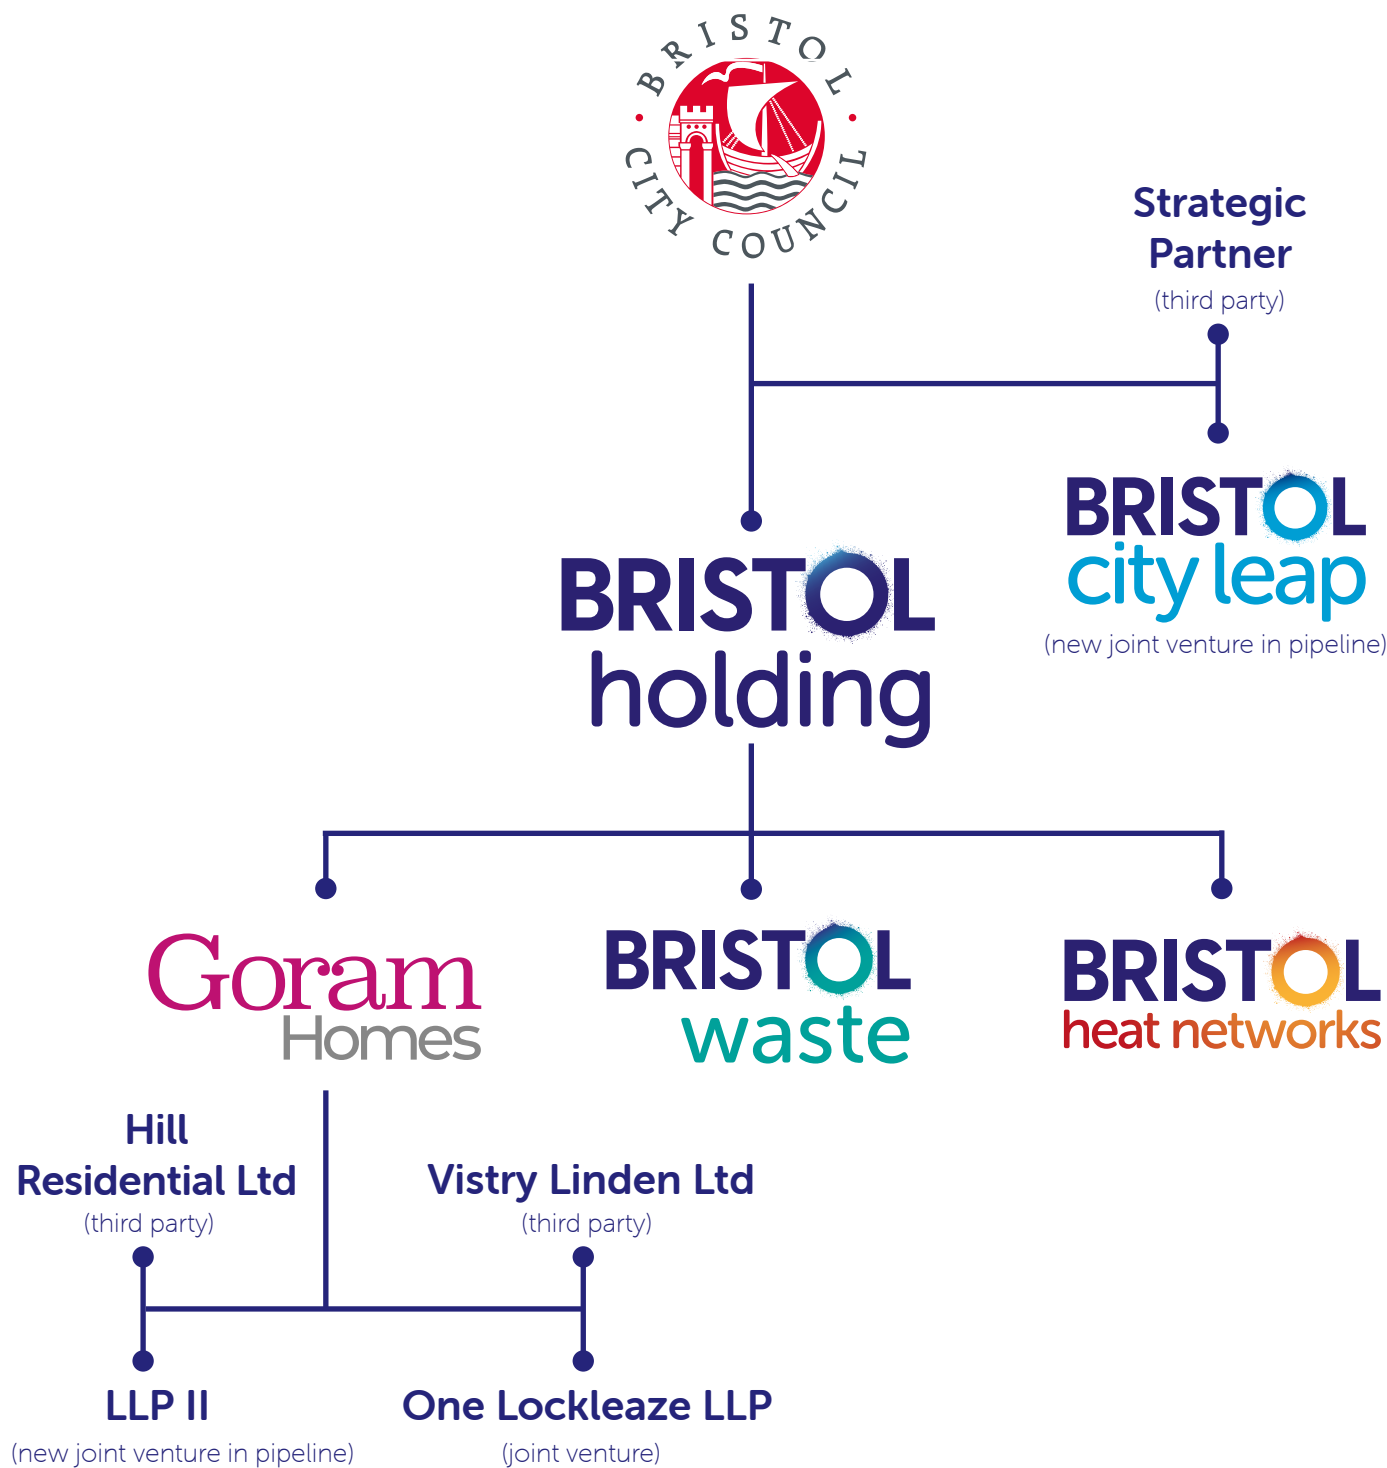 BRISTOL
CITY COUNCIL
Strategic
Partner
(third party)
BRISTOL
city leap
(new joint venture in pipeline)
BRISTOL
holding
Goram
Homes
BRISTOL
waste
BRISTOL
heat networks
Hill
Residential Ltd
(third party)
Vistry Linden Ltd
(third party)
LLP II
(new joint venture in pipeline)
One Lockleaze LLP
(joint venture)